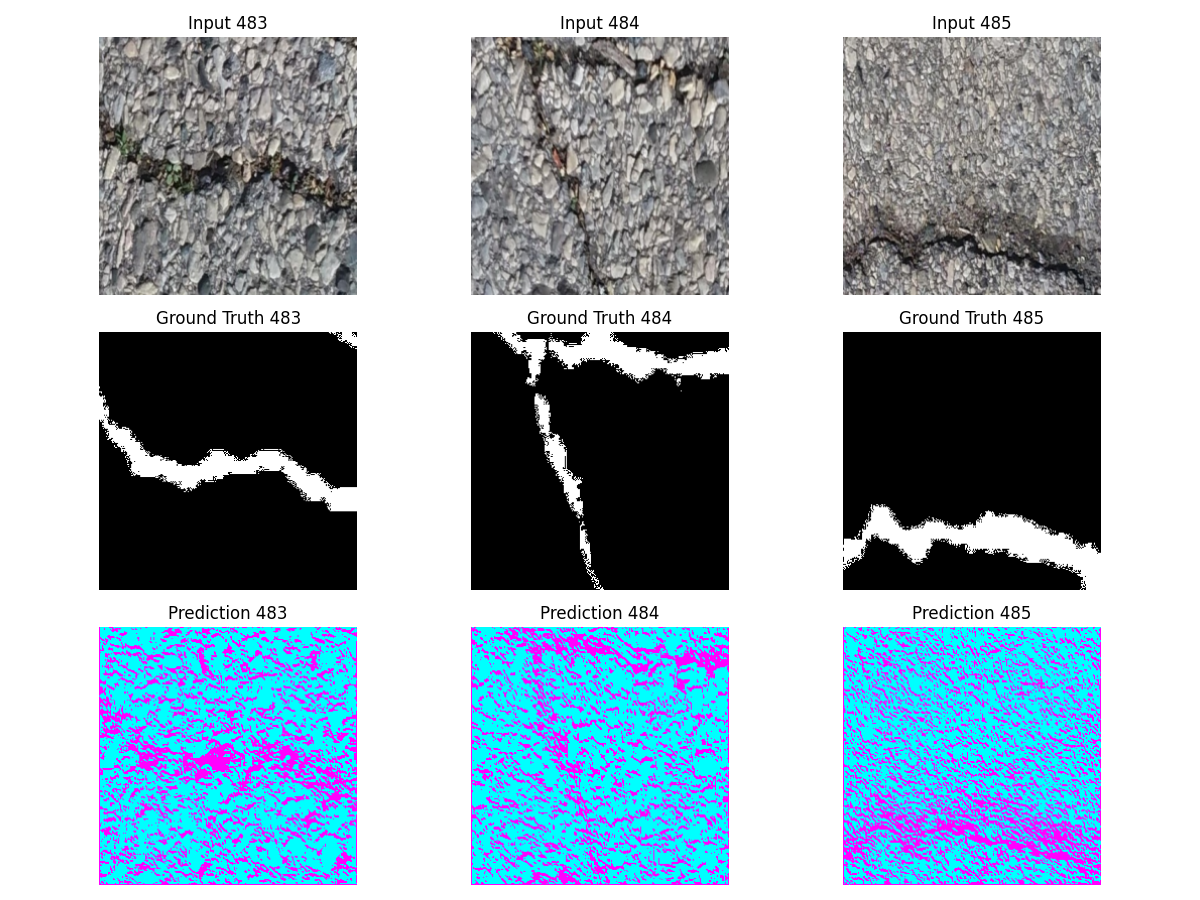 Input 483
Input 484
Input 485
Ground Truth 483
Ground Truth 484
Ground Truth 485
Prediction 483
Prediction 484
Prediction 485